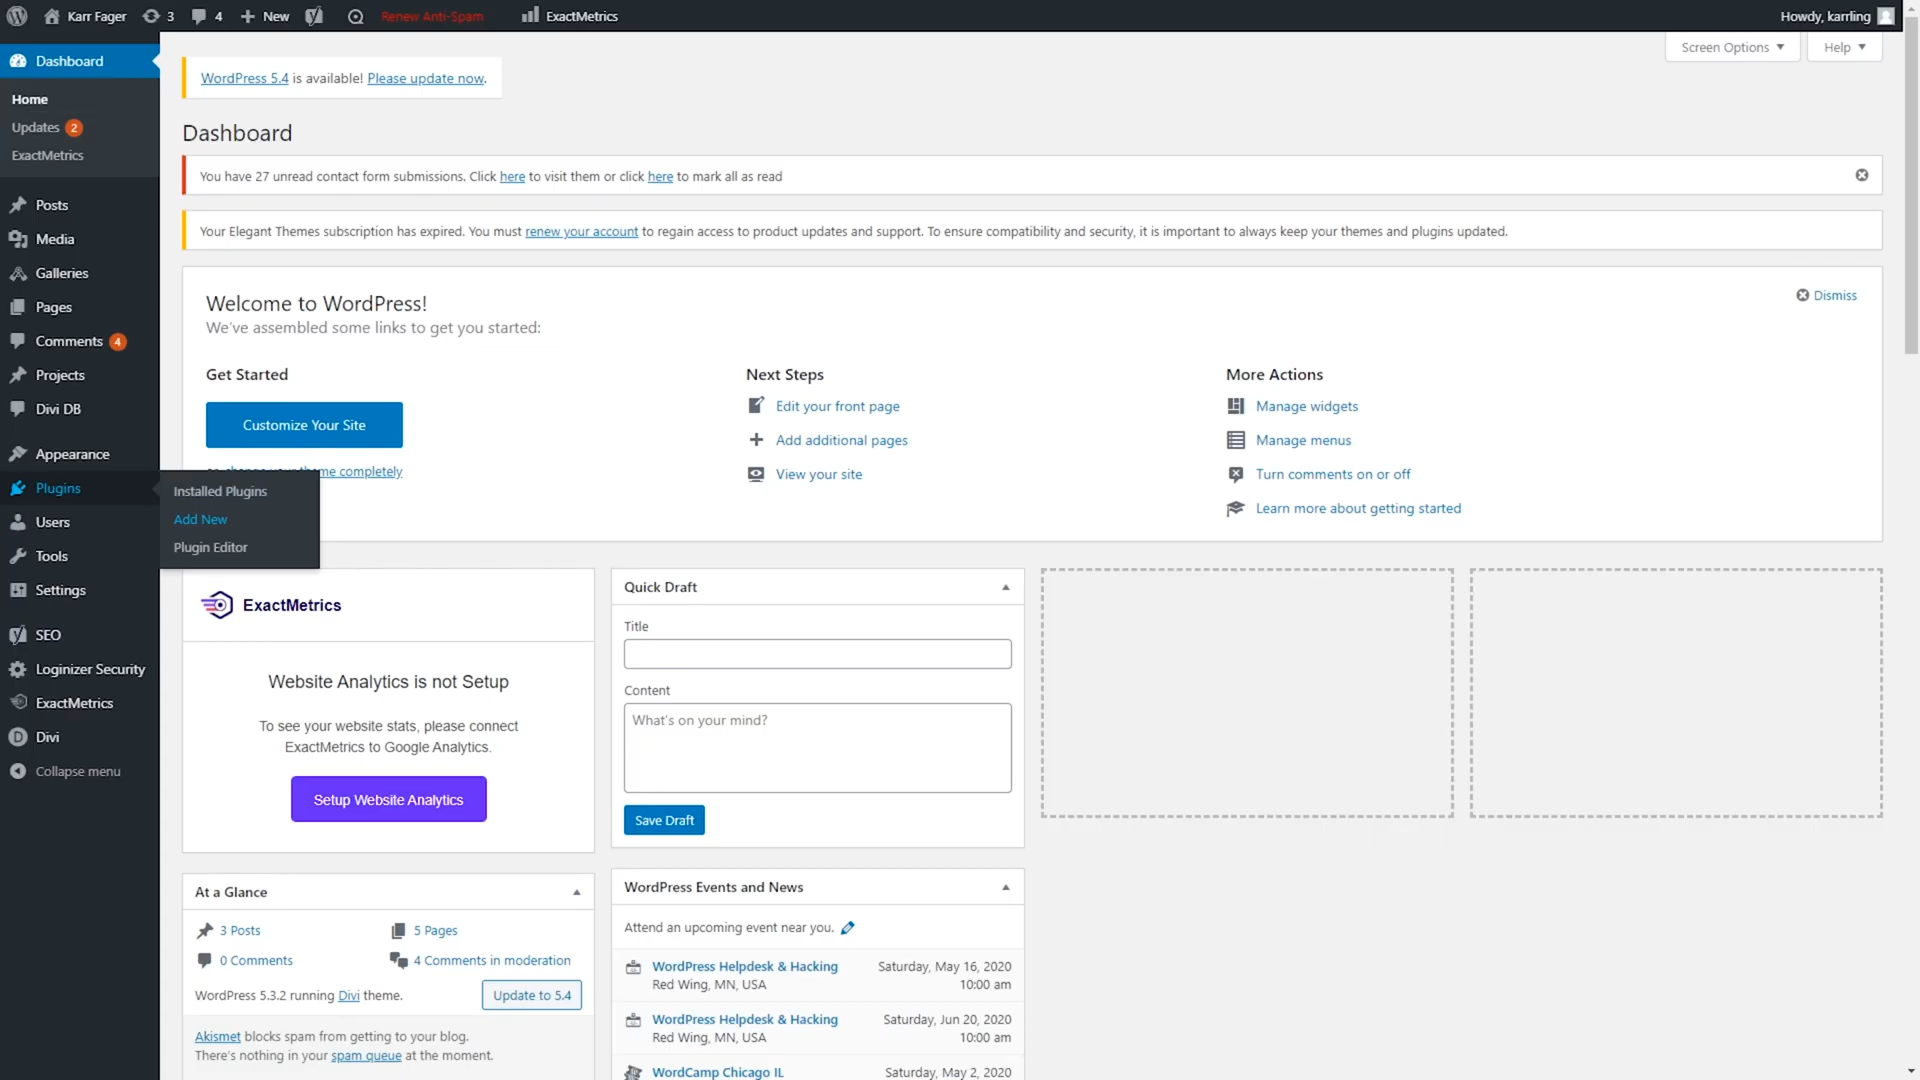 Karr Fager
3
4
New
Renew Anti-Spam
ExactMetrics
Howdy, karrling
Dashboard
Home
Updates 2
ExactMetrics
Posts
Media
Galleries
Pages
Comments 4
Projects
Divi DB
Appearance
Plugins
Users
Tools
Settings
SEO
Loginizer Security
ExactMetrics
Divi
Collapse menu
Installed Plugins
Add New
Plugin Editor
Screen Options
Help
WordPress 5.4 is available! Please update now.
Dashboard
You have 27 unread contact form submissions. Click here to visit them or click here to mark all as read
Your Elegant Themes subscription has expired. You must renew your account to regain access to product updates and support. To ensure compatibility and security, it is important to always keep your themes and plugins updated.
Welcome to WordPress!
We've assembled some links to get you started:
Dismiss
Get Started
Customize Your Site
theme completely
Next Steps
Edit your front page
Add additional pages
View your site
More Actions
Manage widgets
Manage menus
Turn comments on or off
Learn more about getting started
ExactMetrics
Website Analytics is not Setup
To see your website stats, please connect
ExactMetrics to Google Analytics.
Setup Website Analytics
At a Glance
3 Posts
5 Pages
0 Comments
4 Comments in moderation
WordPress 5.3.2 running Divi theme.
Update to 5.4
Akismet blocks spam from getting to your blog.
There's nothing in your spam queue at the moment.
Quick Draft
Title
Content
What's on your mind?
Save Draft
WordPress Events and News
Attend an upcoming event near you.
WordPress Helpdesk & Hacking
Saturday, May 16, 2020
Red Wing, MN, USA
10:00 am
WordPress Helpdesk & Hacking
Saturday, Jun 20, 2020
Red Wing, MN, USA
10:00 am
WordCamp Chicago IL
Saturday, May 2, 2020